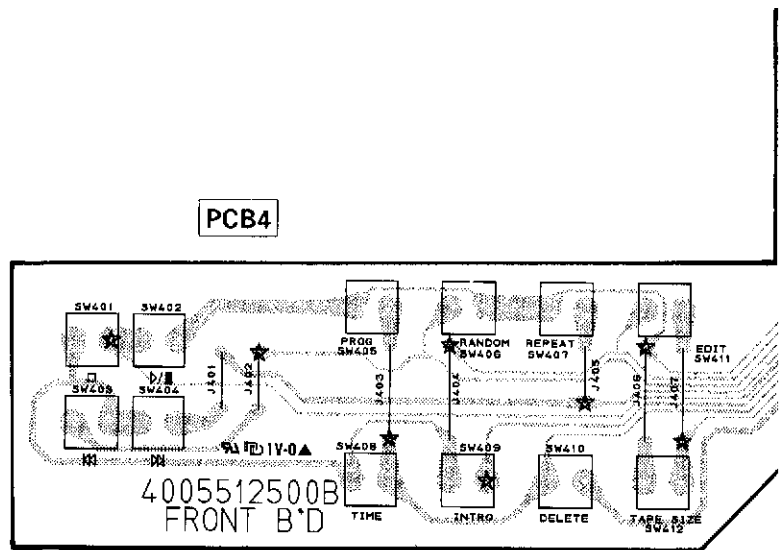 PCB4
SW401
SW402
PROG
SW405
RANDOM
SW406
REPEAT
SW407
EDIT
SW411
SW403
▷/❚❚
SW404
J401
J402
J403
J404
J405
J406
J407
1V-0
SW408
SW409
SW410
4005512500B
FRONT B'D
TIME
INTRO
DELETE
TAPE SIZE
SW412